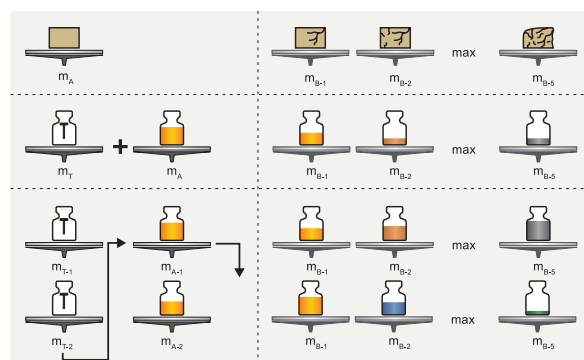 m_A m_B-1 m_B-2 max m_B-5
T + 
m_T m_A m_B-1 m_B-2 max m_B-5
T
m_T-1 m_A-1 m_B-1 m_B-2 max m_B-5
T
m_T-2 m_A-2 m_B-1 m_B-2 max m_B-5